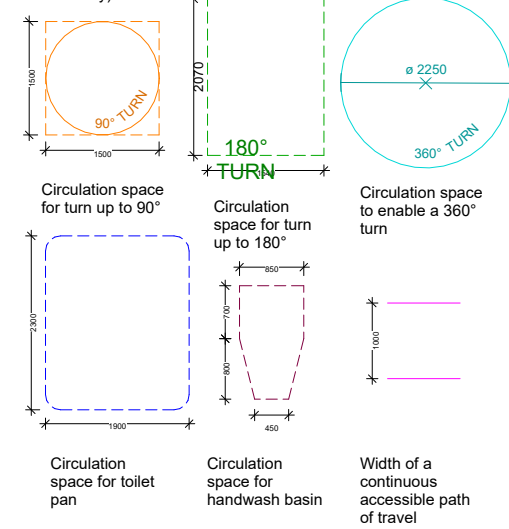 1500
90° TURN
1500
Circulation space
for turn up to 90°
2070
180°
TURN
Circulation
space for turn
up to 180°
ø 2250
360° TURN
Circulation space
to enable a 360°
turn
2300
1900
Circulation
space for toilet
pan
850
700
800
450
Circulation
space for
handwash basin
1000
Width of a
continuous
accessible path
of travel